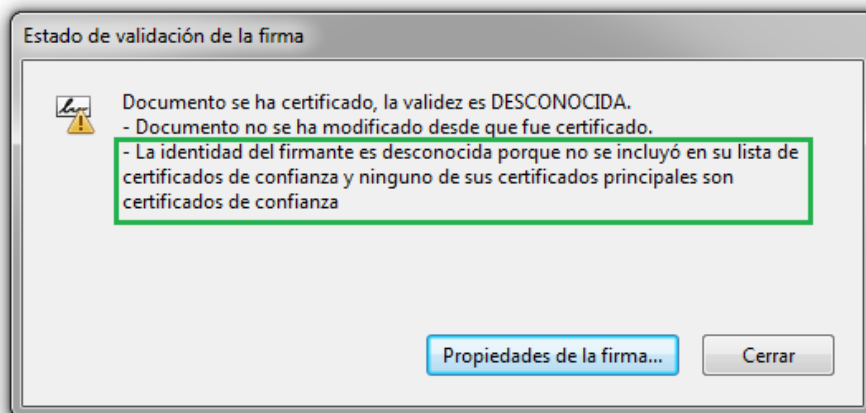 Estado de validación de la firma
Documento se ha certificado, la validez es DESCONOCIDA.
- Documento no se ha modificado desde que fue certificado.
- La identidad del firmante es desconocida porque no se incluyó en su lista de
certificados de confianza y ninguno de sus certificados principales son
certificados de confianza
Propiedades de la firma...
Cerrar